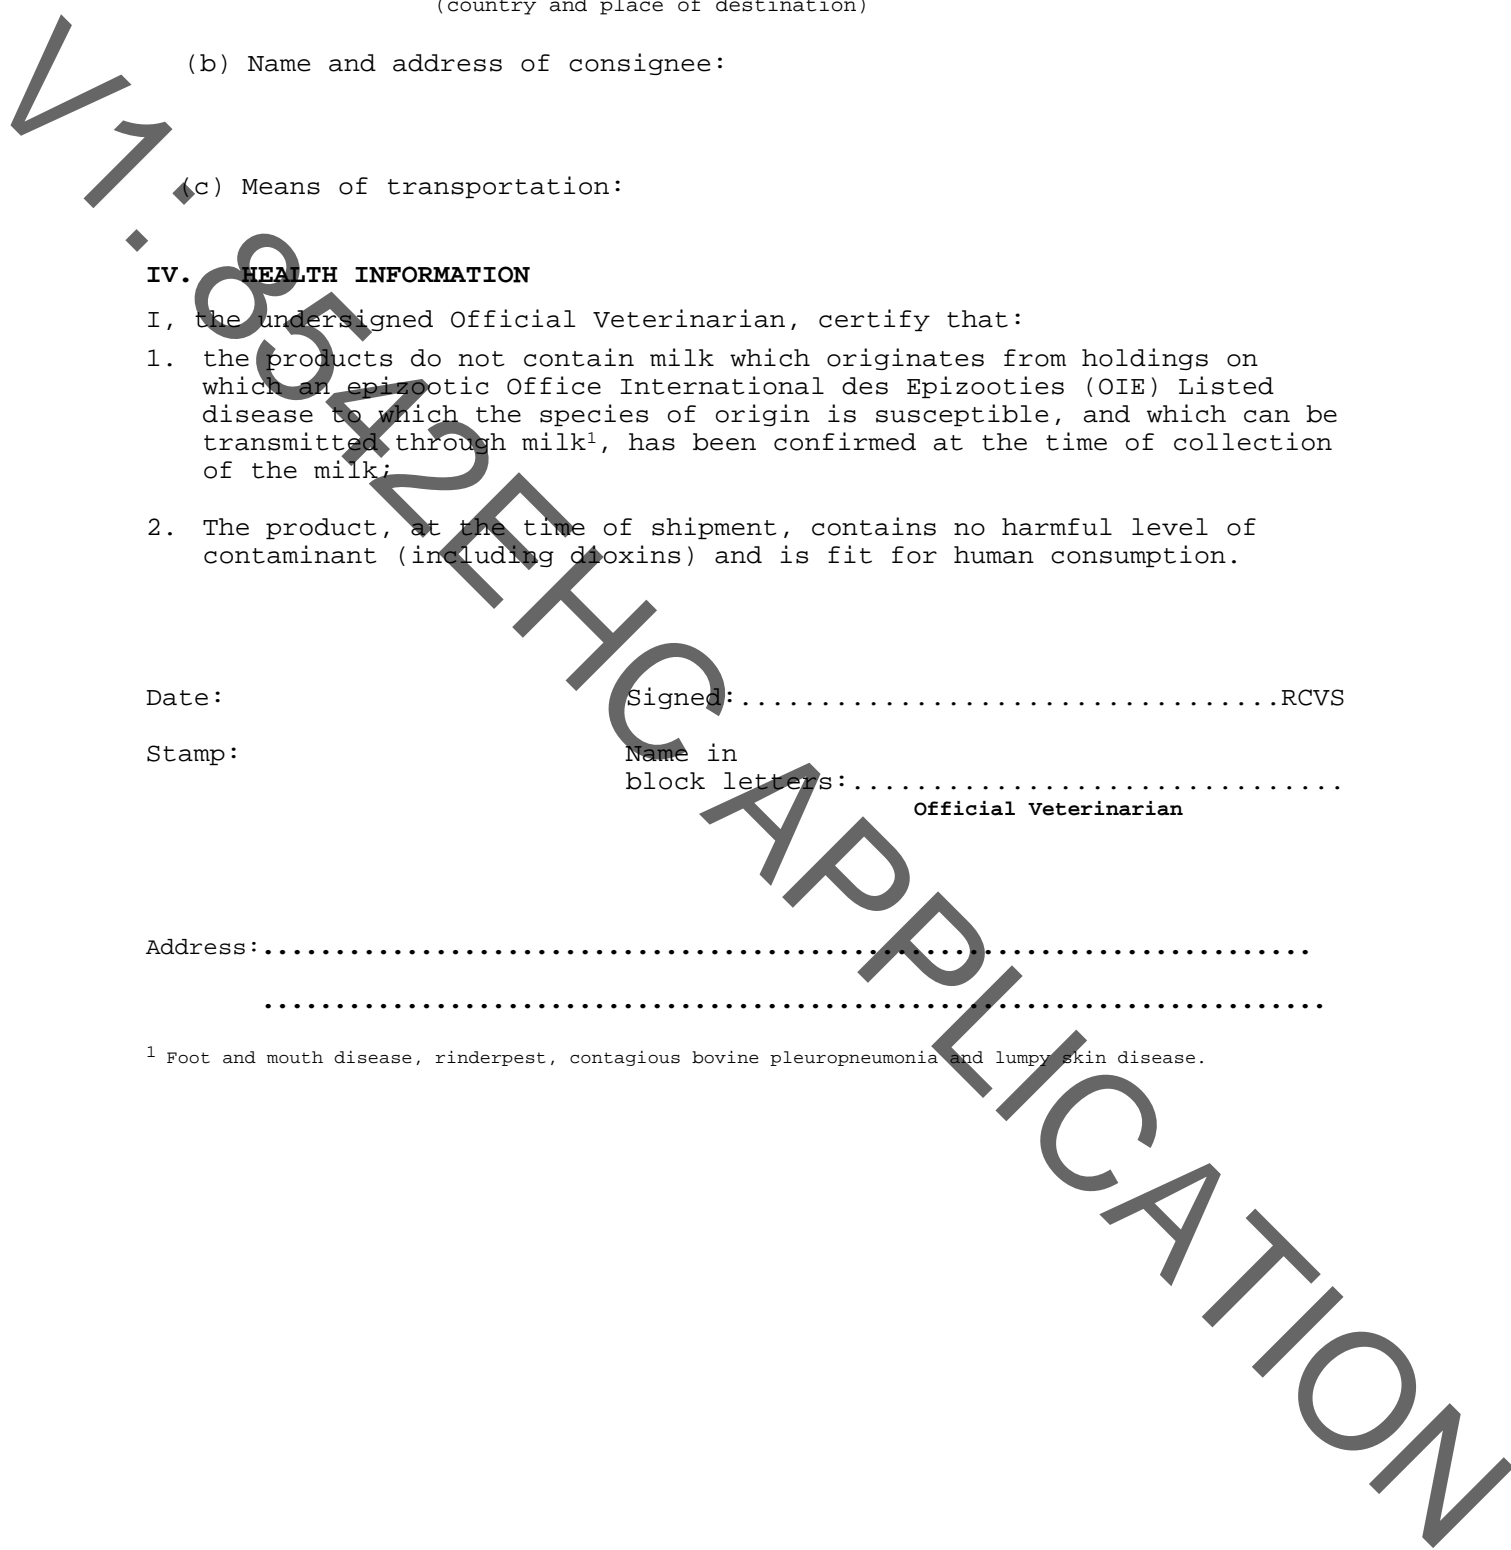 (country and place of destination)
(b) Name and address of consignee:
(c) Means of transportation:
IV. HEALTH INFORMATION
I, the undersigned Official Veterinarian, certify that:
1. the products do not contain milk which originates from holdings on
which an epizootic Office International des Epizooties (OIE) Listed
disease to which the species of origin is susceptible, and which can be
transmitted through milk¹, has been confirmed at the time of collection
of the milk;
2. The product, at the time of shipment, contains no harmful level of
contaminant (including dioxins) and is fit for human consumption.
Date: Signed:..................................RCVS
Stamp: Name in
block letters:...............................
Official Veterinarian
Address:.........................................................................
..........................................................................
¹ Foot and mouth disease, rinderpest, contagious bovine pleuropneumonia and lumpy skin disease.
V1: 8542EHC APPLICATION